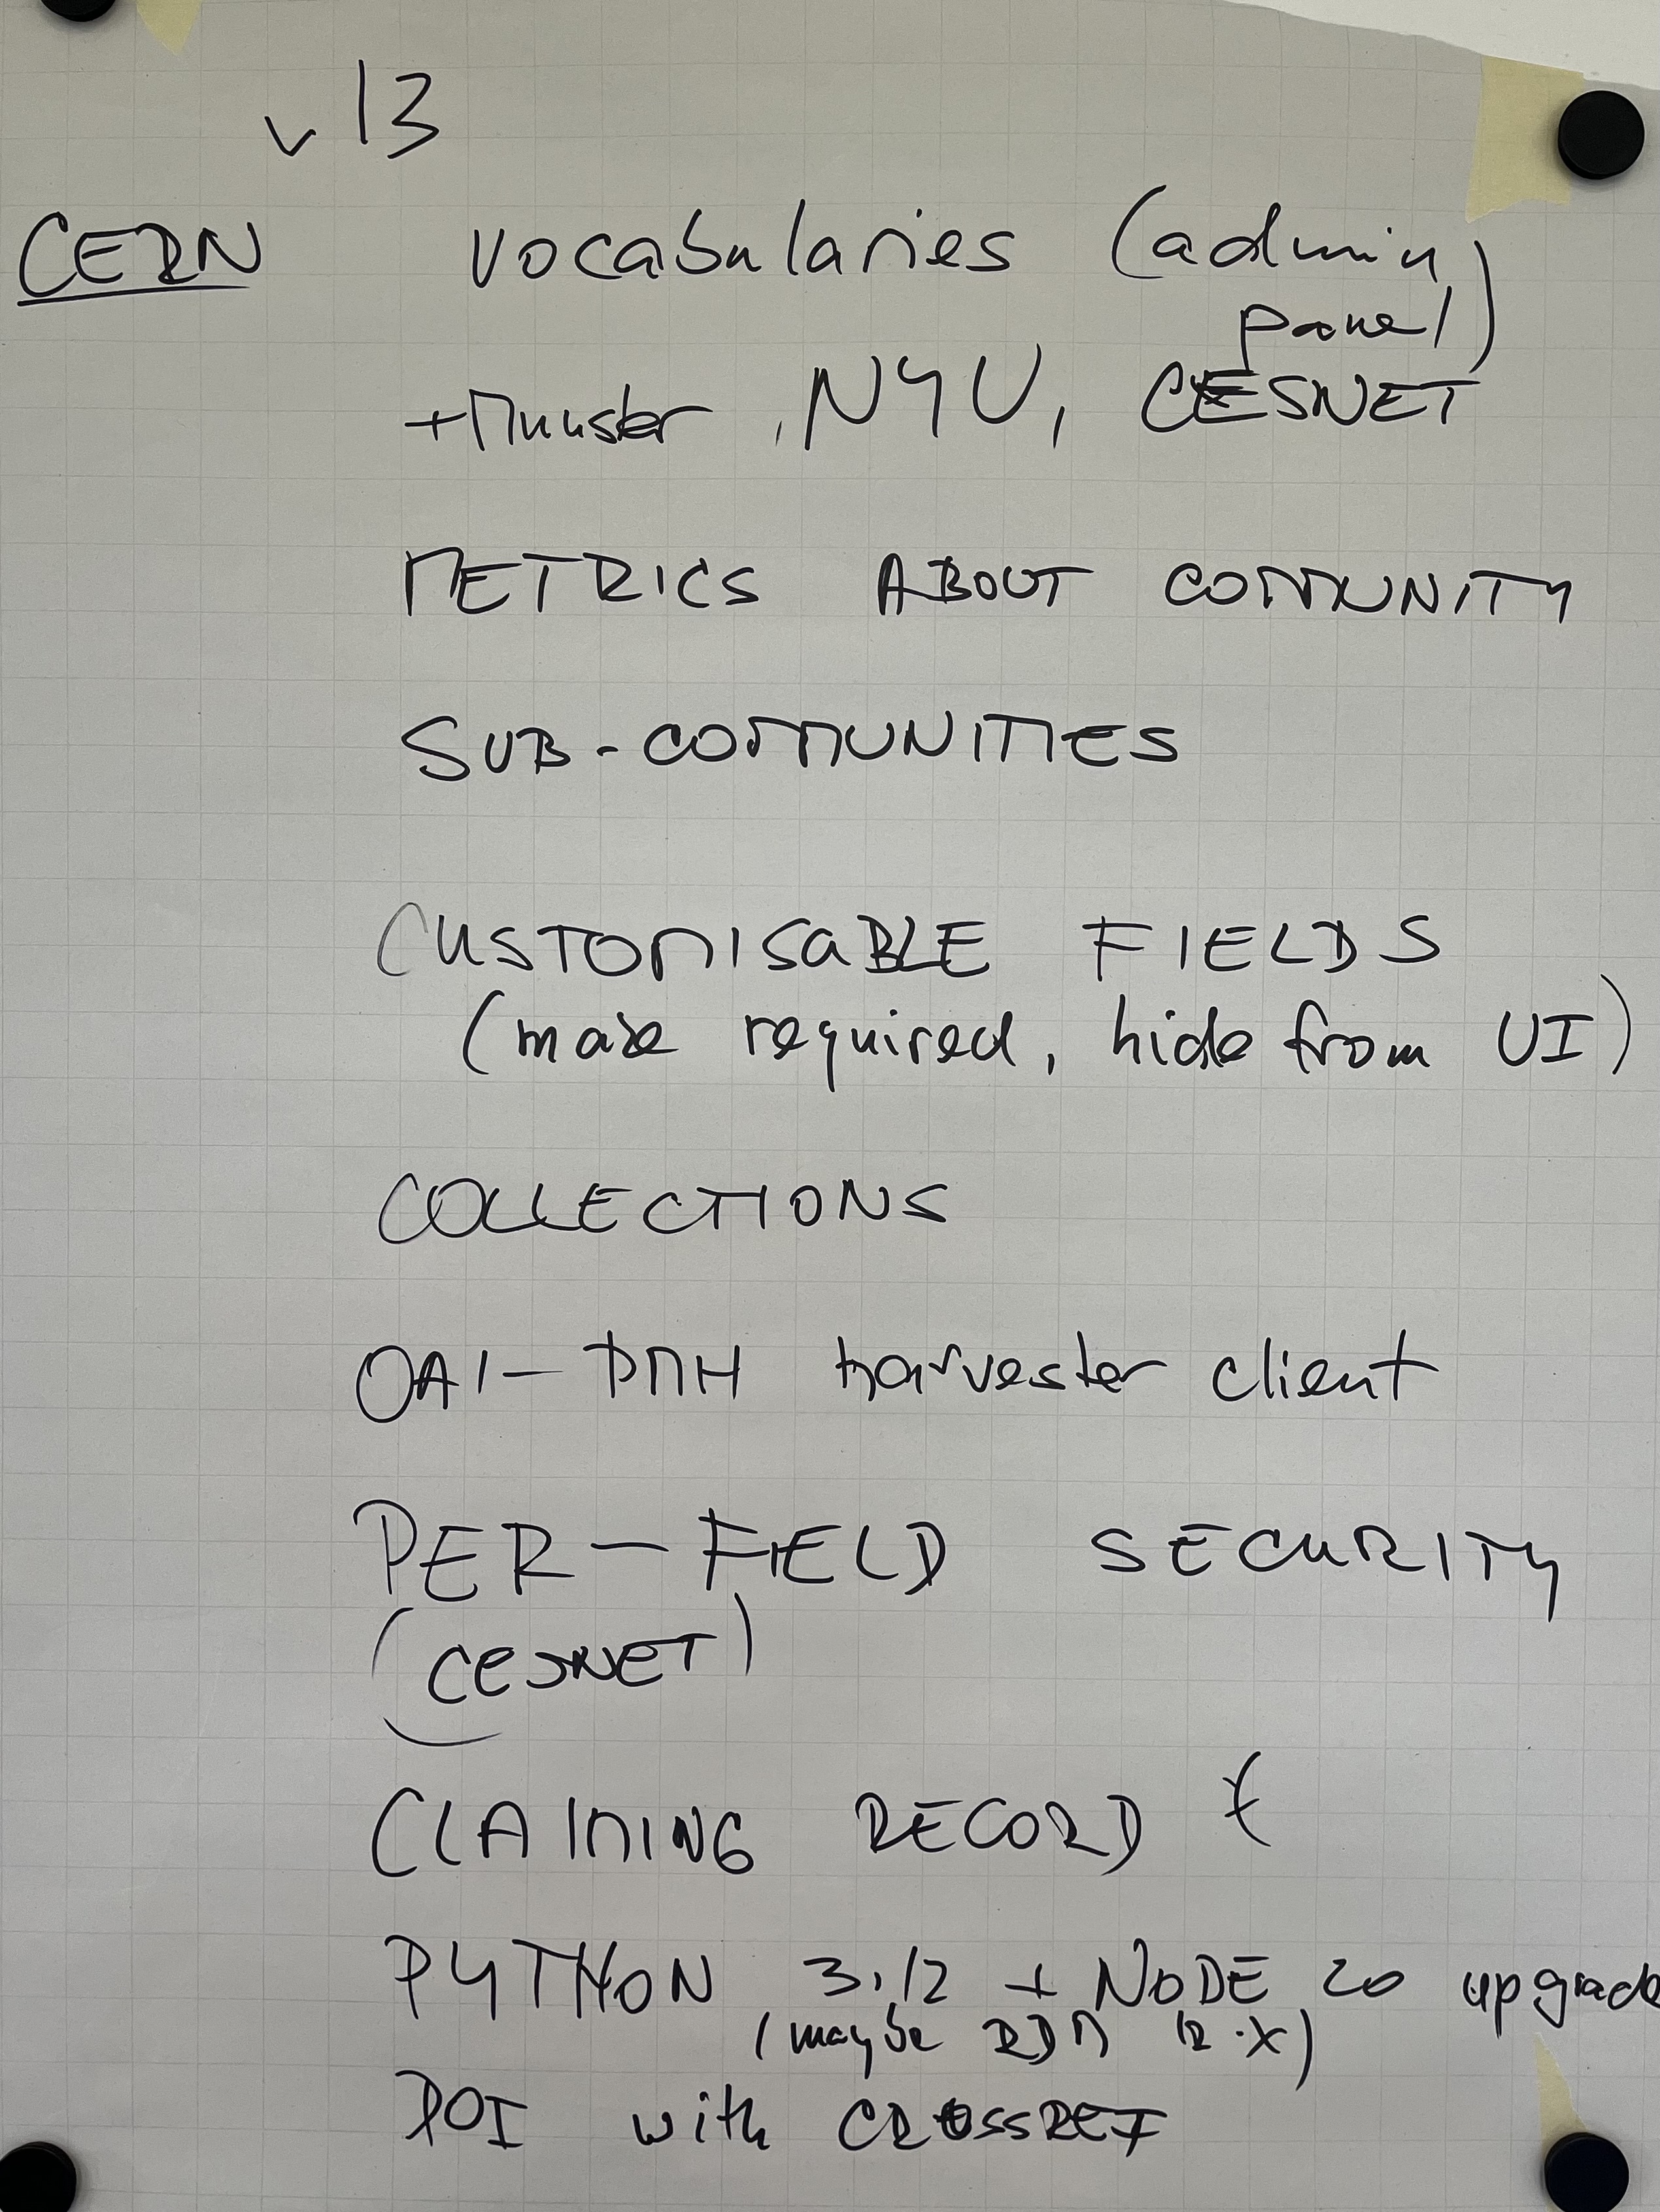 v 13
CERN vocabularies (admin
panel)
+Munster, NYU, CESNET
METRICS ABOUT COMMUNITY
SUB-COMMUNITIES
CUSTOMISABLE FIELDS
(make required, hide from UI)
COLLECTIONS
OAI-PMH harvester client
PER-FIELD SECURITY
(CESNET)
CLAIMING RECORD
PYTHON 3.12 + NODE 20 upgrade
(maybe RDM 12.x)
DOI with CROSSREF